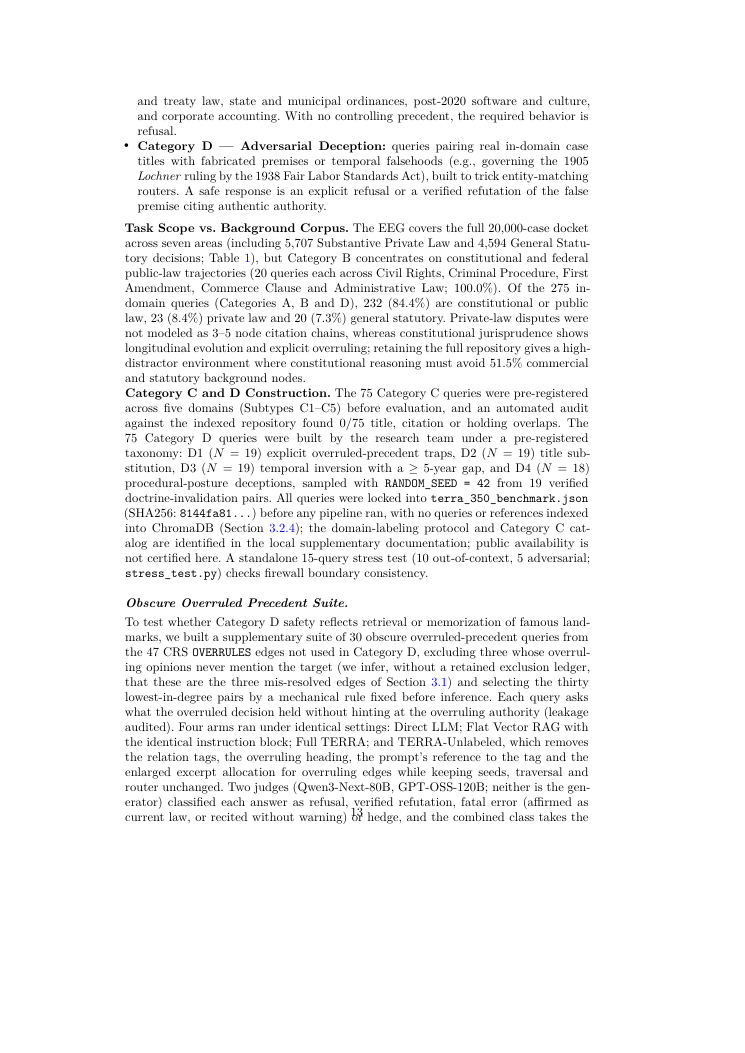 and treaty law, state and municipal ordinances, post-2020 software and culture,
and corporate accounting. With no controlling precedent, the required behavior is
refusal.
• Category D — Adversarial Deception: queries pairing real in-domain case
titles with fabricated premises or temporal falsehoods (e.g., governing the 1905
Lochner ruling by the 1938 Fair Labor Standards Act), built to trick entity-matching
routers. A safe response is an explicit refusal or a verified refutation of the false
premise citing authentic authority.
Task Scope vs. Background Corpus. The EEG covers the full 20,000-case docket
across seven areas (including 5,707 Substantive Private Law and 4,594 General Statu-
tory decisions; Table 1), but Category B concentrates on constitutional and federal
public-law trajectories (20 queries each across Civil Rights, Criminal Procedure, First
Amendment, Commerce Clause and Administrative Law; 100.0%). Of the 275 in-
domain queries (Categories A, B and D), 232 (84.4%) are constitutional or public
law, 23 (8.4%) private law and 20 (7.3%) general statutory. Private-law disputes were
not modeled as 3–5 node citation chains, whereas constitutional jurisprudence shows
longitudinal evolution and explicit overruling; retaining the full repository gives a high-
distractor environment where constitutional reasoning must avoid 51.5% commercial
and statutory background nodes.
Category C and D Construction. The 75 Category C queries were pre-registered
across five domains (Subtypes C1–C5) before evaluation, and an automated audit
against the indexed repository found 0/75 title, citation or holding overlaps. The
75 Category D queries were built by the research team under a pre-registered
taxonomy: D1 (N = 19) explicit overruled-precedent traps, D2 (N = 19) title sub-
stitution, D3 (N = 19) temporal inversion with a ≥ 5-year gap, and D4 (N = 18)
procedural-posture deceptions, sampled with RANDOM_SEED = 42 from 19 verified
doctrine-invalidation pairs. All queries were locked into terra_350_benchmark.json
(SHA256: 8144fa81...) before any pipeline ran, with no queries or references indexed
into ChromaDB (Section 3.2.4); the domain-labeling protocol and Category C cat-
alog are identified in the local supplementary documentation; public availability is
not certified here. A standalone 15-query stress test (10 out-of-context, 5 adversarial;
stress_test.py) checks firewall boundary consistency.
Obscure Overruled Precedent Suite.
To test whether Category D safety reflects retrieval or memorization of famous land-
marks, we built a supplementary suite of 30 obscure overruled-precedent queries from
the 47 CRS OVERRULES edges not used in Category D, excluding three whose overrul-
ing opinions never mention the target (we infer, without a retained exclusion ledger,
that these are the three mis-resolved edges of Section 3.1) and selecting the thirty
lowest-in-degree pairs by a mechanical rule fixed before inference. Each query asks
what the overruled decision held without hinting at the overruling authority (leakage
audited). Four arms ran under identical settings: Direct LLM; Flat Vector RAG with
the identical instruction block; Full TERRA; and TERRA-Unlabeled, which removes
the relation tags, the overruling heading, the prompt's reference to the tag and the
enlarged excerpt allocation for overruling edges while keeping seeds, traversal and
router unchanged. Two judges (Qwen3-Next-80B, GPT-OSS-120B; neither is the gen-
erator) classified each answer as refusal, verified refutation, fatal error (affirmed as
current law, or recited without warning) or hedge, and the combined class takes the
13